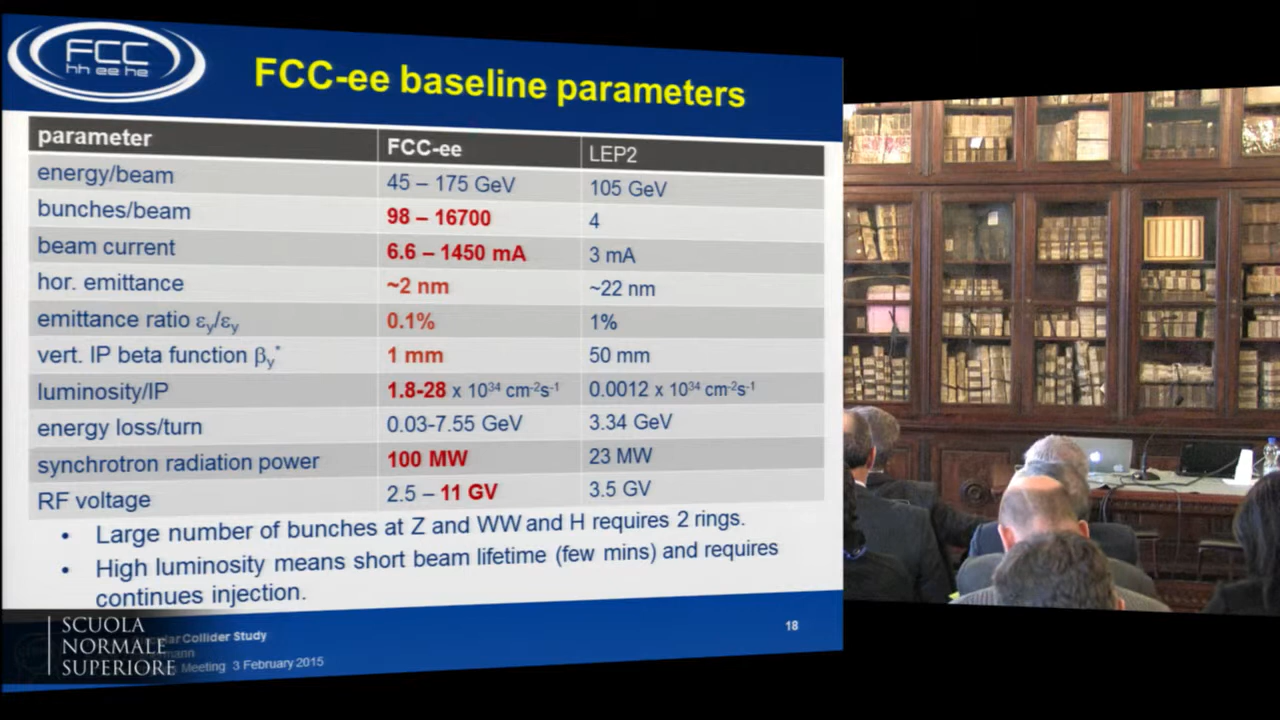 FCC
hh ee he
FCC-ee baseline parameters
parameter FCC-ee LEP2
energy/beam 45 – 175 GeV 105 GeV
bunches/beam 98 – 16700 4
beam current 6.6 – 1450 mA 3 mA
hor. emittance ~2 nm ~22 nm
emittance ratio εy/εy 0.1% 1%
vert. IP beta function βy* 1 mm 50 mm
luminosity/IP 1.8-28 x 10³⁴ cm⁻²s⁻¹ 0.0012 x 10³⁴ cm⁻²s⁻¹
energy loss/turn 0.03-7.55 GeV 3.34 GeV
synchrotron radiation power 100 MW 23 MW
RF voltage 2.5 – 11 GV 3.5 GV
• Large number of bunches at Z and WW and H requires 2 rings.
• High luminosity means short beam lifetime (few mins) and requires
continues injection.
Collider Study
Meeting 3 February 2015
18
SCUOLA
NORMALE
SUPERIORE